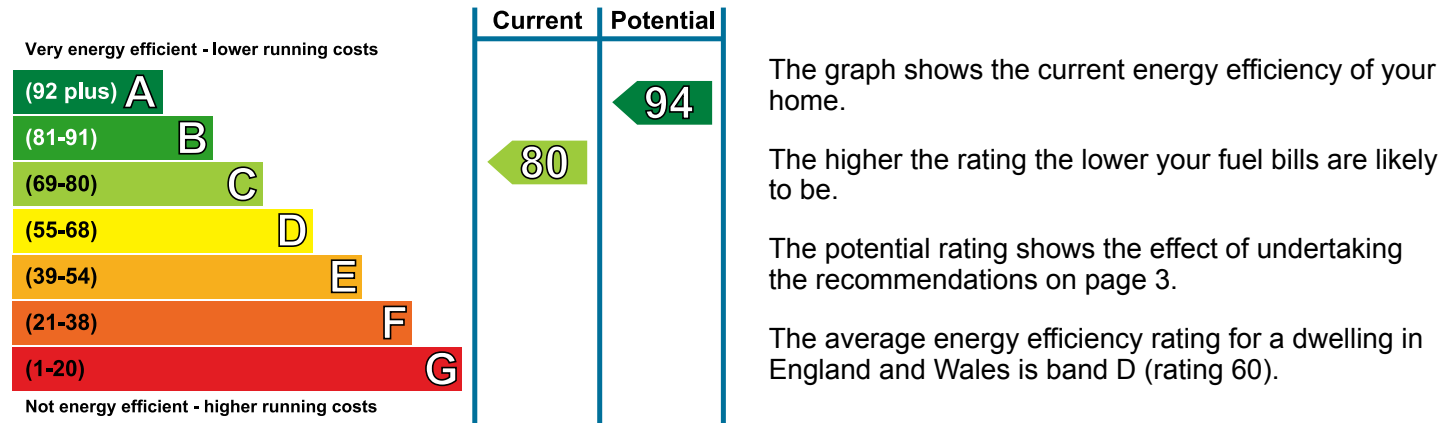 Current Potential
Very energy efficient - lower running costs
(92 plus) A
(81-91) B
(69-80) C
(55-68) D
(39-54) E
(21-38) F
(1-20) G
Not energy efficient - higher running costs
80
94
The graph shows the current energy efficiency of your
home.
The higher the rating the lower your fuel bills are likely
to be.
The potential rating shows the effect of undertaking
the recommendations on page 3.
The average energy efficiency rating for a dwelling in
England and Wales is band D (rating 60).